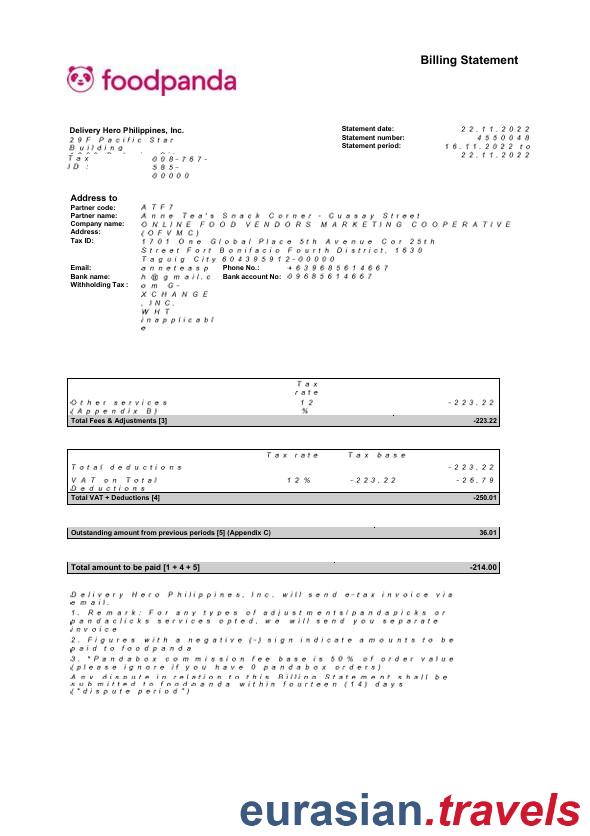 Billing Statement
foodpanda
Delivery Hero Philippines, Inc.
29F Pacific Star
Building
Tax ID: 008-767-585-00000
Statement date: 22.11.2022
Statement number: 4550048
Statement period: 16.11.2022 to 22.11.2022
Address to
Partner code: ATF7
Partner name: Anne Tea's Snack Corner - Cuasay Street
Company name: ONLINE FOOD VENDORS MARKETING COOPERATIVE
Address: (OFVMC)
Tax ID: 1701 One Global Place 5th Avenue Cor 25th
Street Fort Bonifacio Fourth District, 1630
Taguig City 604395912-00000
Email: anneteasp Phone No.: +639685614667
Bank name: h@gmail.c Bank account No: 09685614667
Withholding Tax : om G-
XCHANGE
, INC.
WHT
inapplicabl
e
Tax
rate
Other services 12 -223.22
(Appendix B) %
Total Fees & Adjustments [3] -223.22
Tax rate Tax base
Total deductions -223.22
VAT on Total 12% -223.22 -26.79
Deductions
Total VAT + Deductions [4] -250.01
Outstanding amount from previous periods [5] (Appendix C) 36.01
Total amount to be paid [1 + 4 + 5] -214.00
Delivery Hero Philippines, Inc. will send e-tax invoice via
email.
1. Remark: For any types of adjustments/pandapicks or
pandaclicks services opted, we will send you separate
invoice
2. Figures with a negative (-) sign indicate amounts to be
paid to foodpanda
3. *Pandabox commission fee base is 50% of order value
(please ignore if you have 0 pandabox orders)
Any dispute in relation to this Billing Statement shall be
submitted to foodpanda within fourteen (14) days
("dispute period")
eurasian.travels